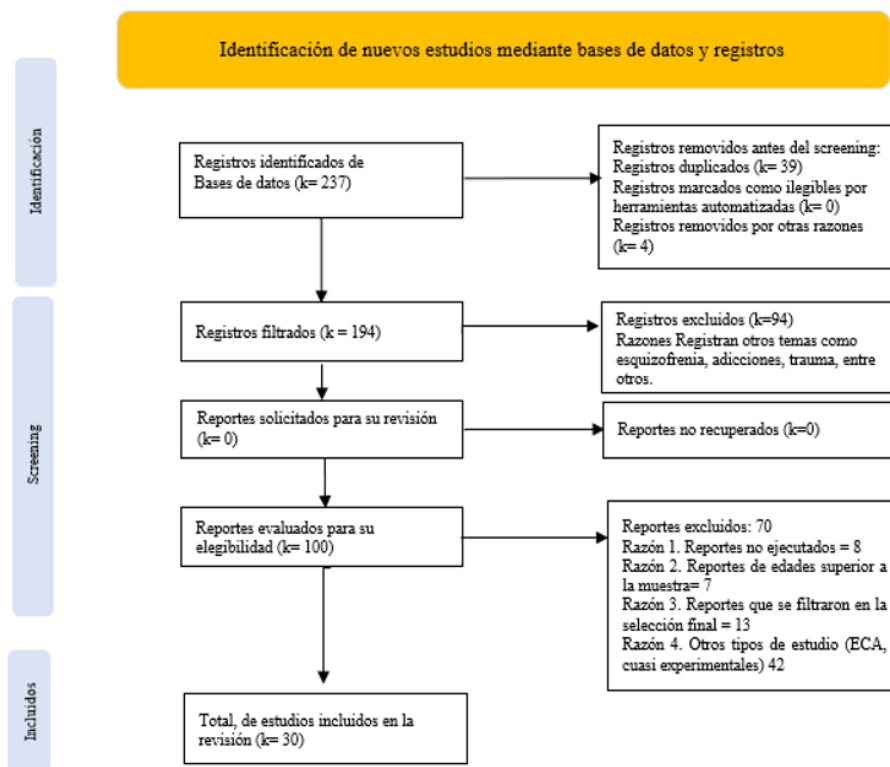 Identificación de nuevos estudios mediante bases de datos y registros
Identificación
Registros identificados de
Bases de datos (k= 237)
Registros removidos antes del screening:
Registros duplicados (k= 39)
Registros marcados como ilegibles por
herramientas automatizadas (k= 0)
Registros removidos por otras razones
(k= 4)
Screening
Registros filtrados (k = 194)
Registros excluidos (k=94)
Razones Registran otros temas como
esquizofrenia, adicciones, trauma, entre
otros.
Reportes solicitados para su revisión
(k= 0)
Reportes no recuperados (k=0)
Reportes evaluados para su
elegibilidad (k= 100)
Reportes excluidos: 70
Razón 1. Reportes no ejecutados = 8
Razón 2. Reportes de edades superior a
la muestra= 7
Razón 3. Reportes que se filtraron en la
selección final = 13
Razón 4. Otros tipos de estudio (ECA,
cuasi experimentales) 42
Incluidos
Total, de estudios incluidos en la
revisión (k= 30)